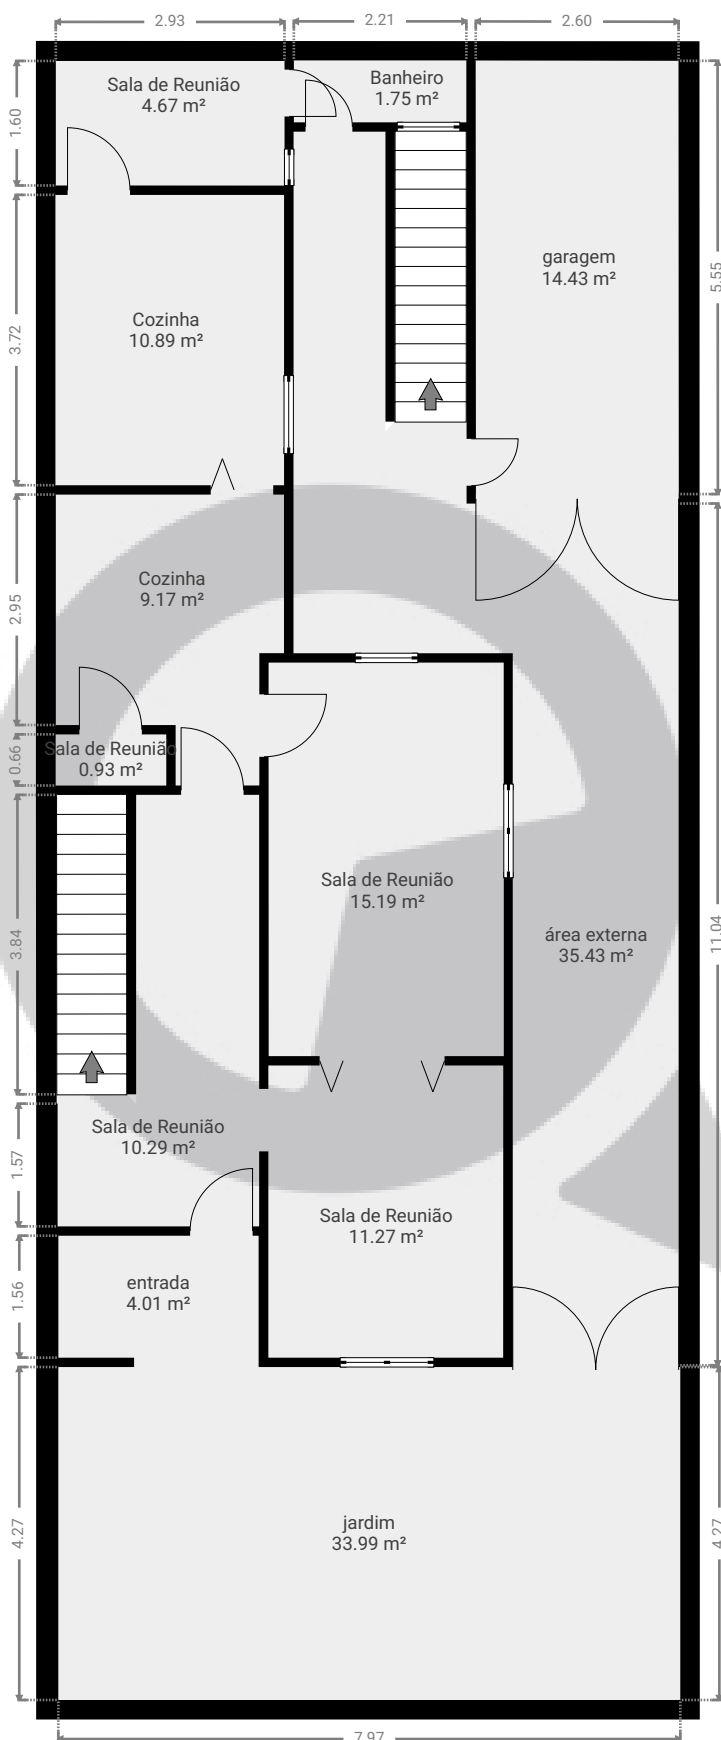 2.93
2.21
2.60
Sala de Reunião
4.67 m²
Banheiro
1.75 m²
1.60
garagem
14.43 m²
5.55
Cozinha
10.89 m²
3.72
Cozinha
9.17 m²
2.95
Sala de Reunião
0.93 m²
0.66
Sala de Reunião
15.19 m²
área externa
35.43 m²
11.04
3.84
Sala de Reunião
10.29 m²
1.57
Sala de Reunião
11.27 m²
entrada
4.01 m²
1.56
jardim
33.99 m²
4.27
4.27
7.97